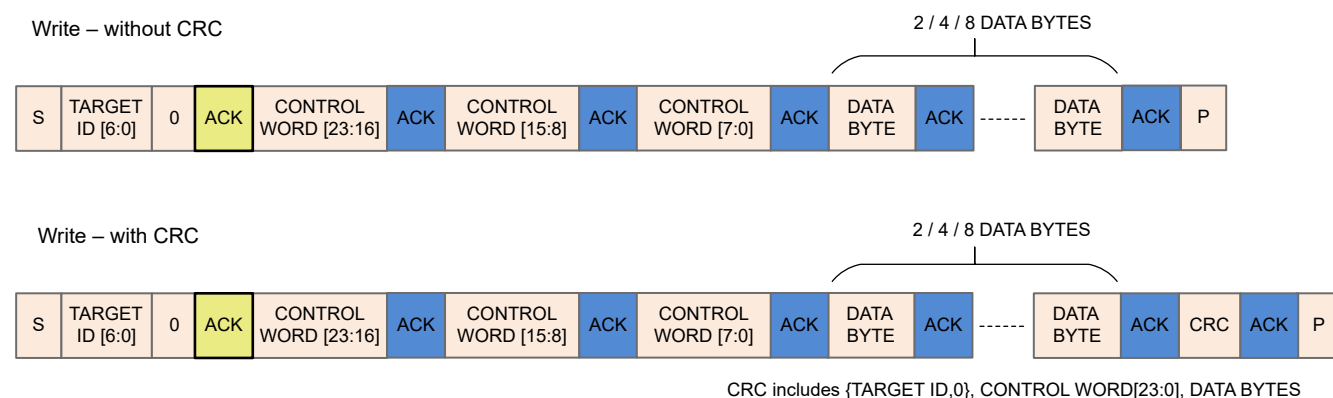 Write – without CRC
2 / 4 / 8 DATA BYTES
S TARGET ID [6:0] 0 ACK CONTROL WORD [23:16] ACK CONTROL WORD [15:8] ACK CONTROL WORD [7:0] ACK DATA BYTE ACK ------ DATA BYTE ACK P
Write – with CRC
2 / 4 / 8 DATA BYTES
S TARGET ID [6:0] 0 ACK CONTROL WORD [23:16] ACK CONTROL WORD [15:8] ACK CONTROL WORD [7:0] ACK DATA BYTE ACK ------ DATA BYTE ACK CRC ACK P
CRC includes {TARGET ID,0}, CONTROL WORD[23:0], DATA BYTES